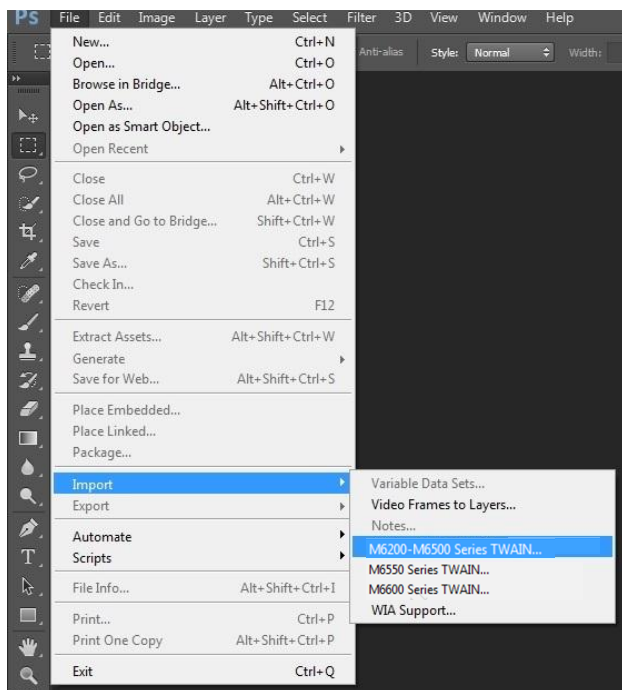 Ps File Edit Image Layer Type Select Filter 3D View Window Help
Anti-alias Style: Normal Width:
New... Ctrl+N
Open... Ctrl+O
Browse in Bridge... Alt+Ctrl+O
Open As... Alt+Shift+Ctrl+O
Open as Smart Object...
Open Recent
Close Ctrl+W
Close All Alt+Ctrl+W
Close and Go to Bridge... Shift+Ctrl+W
Save Ctrl+S
Save As... Shift+Ctrl+S
Check In...
Revert F12
Extract Assets... Alt+Shift+Ctrl+W
Generate
Save for Web... Alt+Shift+Ctrl+S
Place Embedded...
Place Linked...
Package...
Import
Export
Automate
Scripts
File Info... Alt+Shift+Ctrl+I
Print... Ctrl+P
Print One Copy Alt+Shift+Ctrl+P
Exit Ctrl+Q
Variable Data Sets...
Video Frames to Layers...
Notes...
M6200-M6500 Series TWAIN...
M6550 Series TWAIN...
M6600 Series TWAIN...
WIA Support...